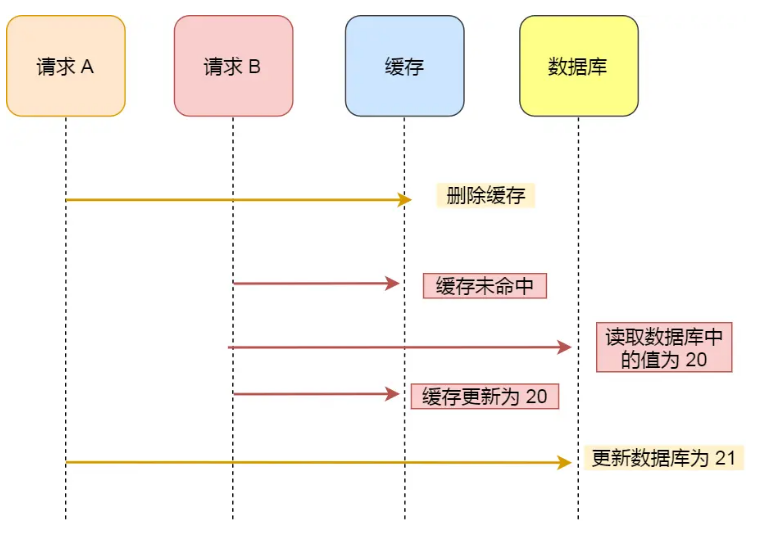 请求 A
请求 B
缓存
数据库
删除缓存
缓存未命中
读取数据库中
的值为 20
缓存更新为 20
更新数据库为 21